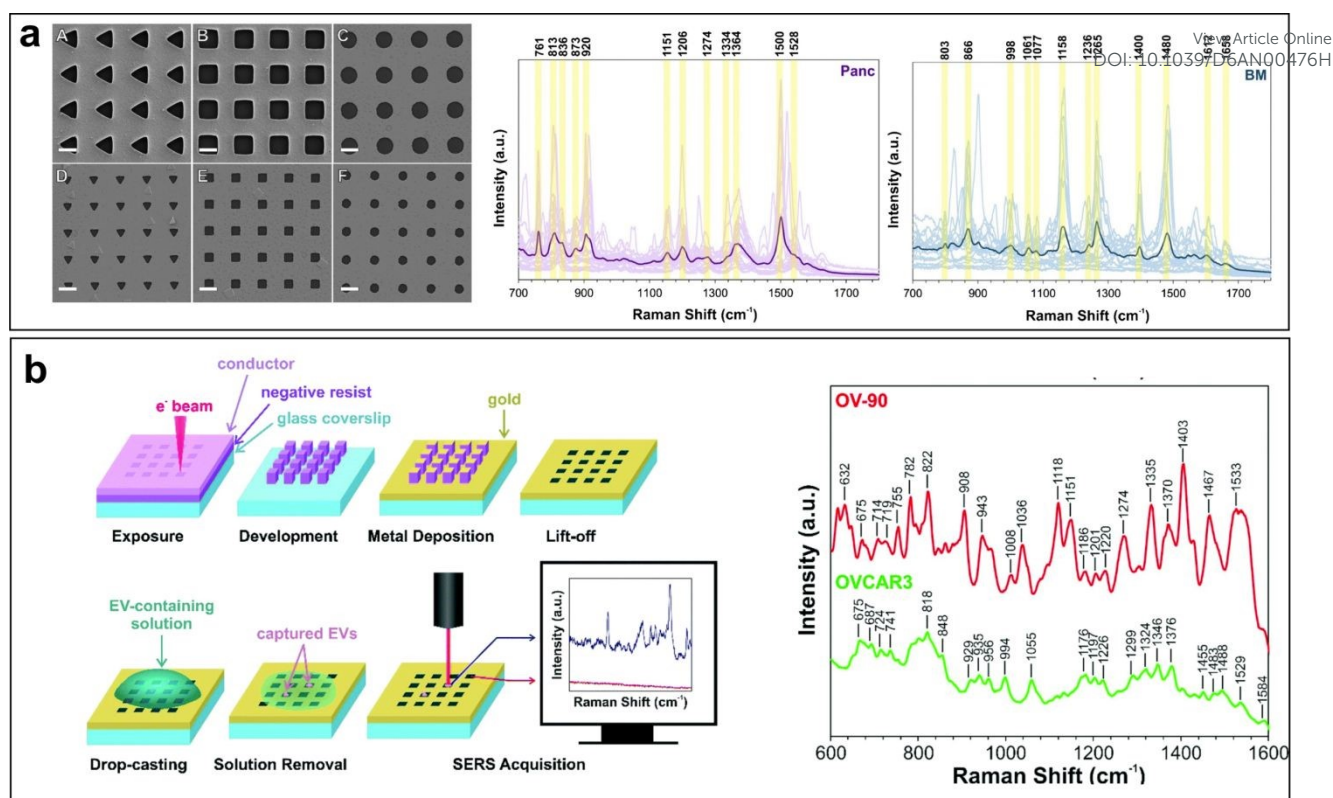 View Article Online
DOI: 10.1039/D6AN00476H
a
A
B
C
D
E
F
761
813
836
873
920
1151
1206
1274
1334
1364
1500
1528
Panc
Intensity (a.u.)
700
900
1100
1300
1500
1700
Raman Shift (cm⁻¹)
803
866
998
1061
1077
1158
1236
1265
1400
1480
1612
1658
BM
Intensity (a.u.)
700
900
1100
1300
1500
1700
Raman Shift (cm⁻¹)
b
conductor
negative resist
e⁻ beam
glass coverslip
gold
Exposure
Development
Metal Deposition
Lift-off
EV-containing
solution
captured EVs
Intensity (a.u.)
Raman Shift (cm⁻¹)
Drop-casting
Solution Removal
SERS Acquisition
OV-90
632
675
714
719
755
782
822
908
943
1008
1036
1118
1151
1186
1201
1220
1274
1335
1370
1403
1467
1533
OVCAR3
675
687
724
741
818
848
929
935
956
994
1055
1176
1197
1226
1299
1324
1346
1376
1455
1483
1488
1529
1584
Intensity (a.u.)
600
800
1000
1200
1400
1600
Raman Shift (cm⁻¹)